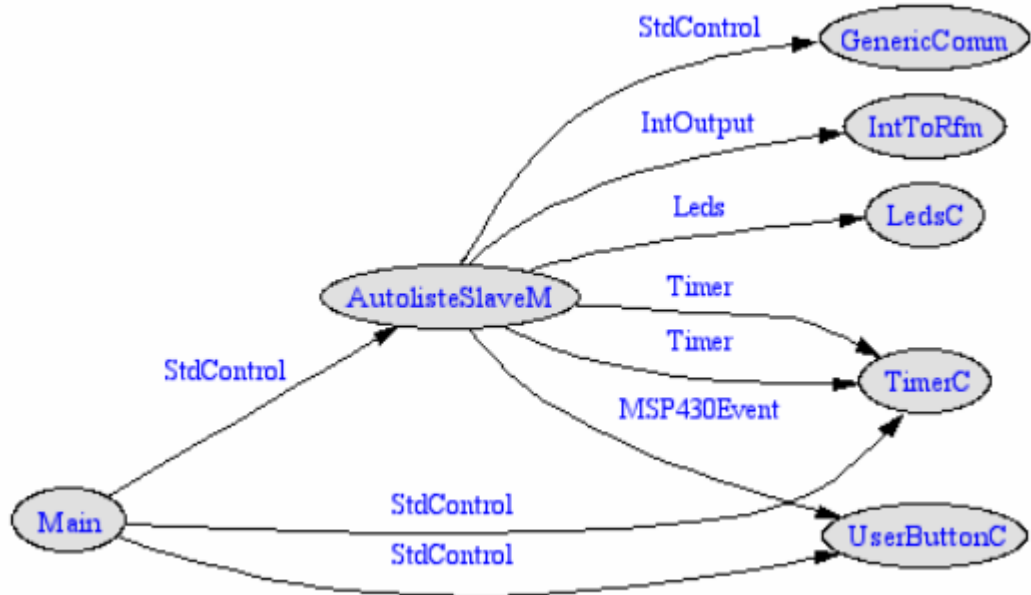 StdControl
GenericComm
IntOutput
IntToRfm
Leds
LedsC
AutolisteSlaveM
Timer
Timer
TimerC
StdControl
MSP430Event
Main
StdControl
UserButtonC
StdControl